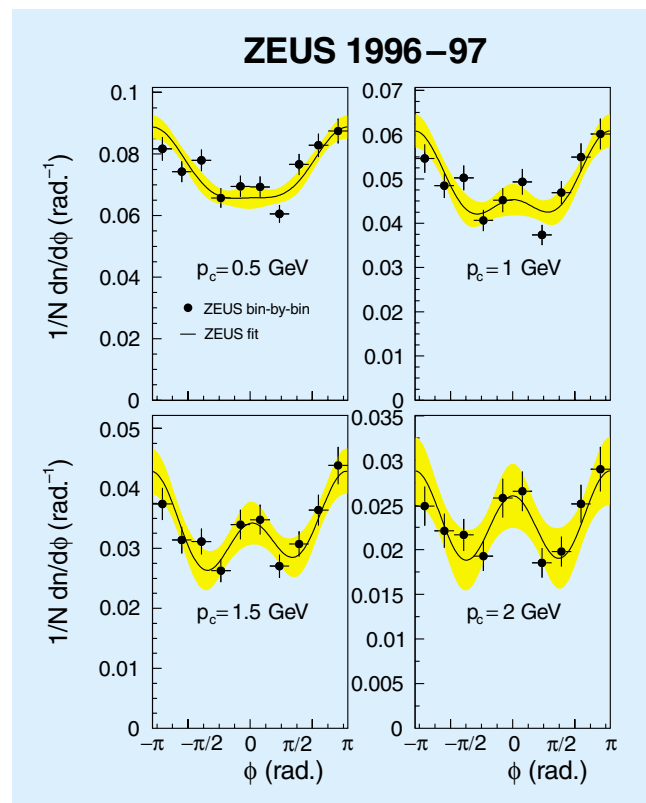 ZEUS 1996–97
1/N dn/dϕ (rad.⁻¹)
0.1
0.08
0.06
0.04
0.02
0
p_c = 0.5 GeV
ZEUS bin-by-bin
ZEUS fit
0.07
0.06
0.05
0.04
0.03
0.02
0.01
0
p_c = 1 GeV
1/N dn/dϕ (rad.⁻¹)
0.05
0.04
0.03
0.02
0.01
0
p_c = 1.5 GeV
−π −π/2 0 π/2 π
ϕ (rad.)
0.035
0.03
0.025
0.02
0.015
0.01
0.005
0
p_c = 2 GeV
−π −π/2 0 π/2 π
ϕ (rad.)